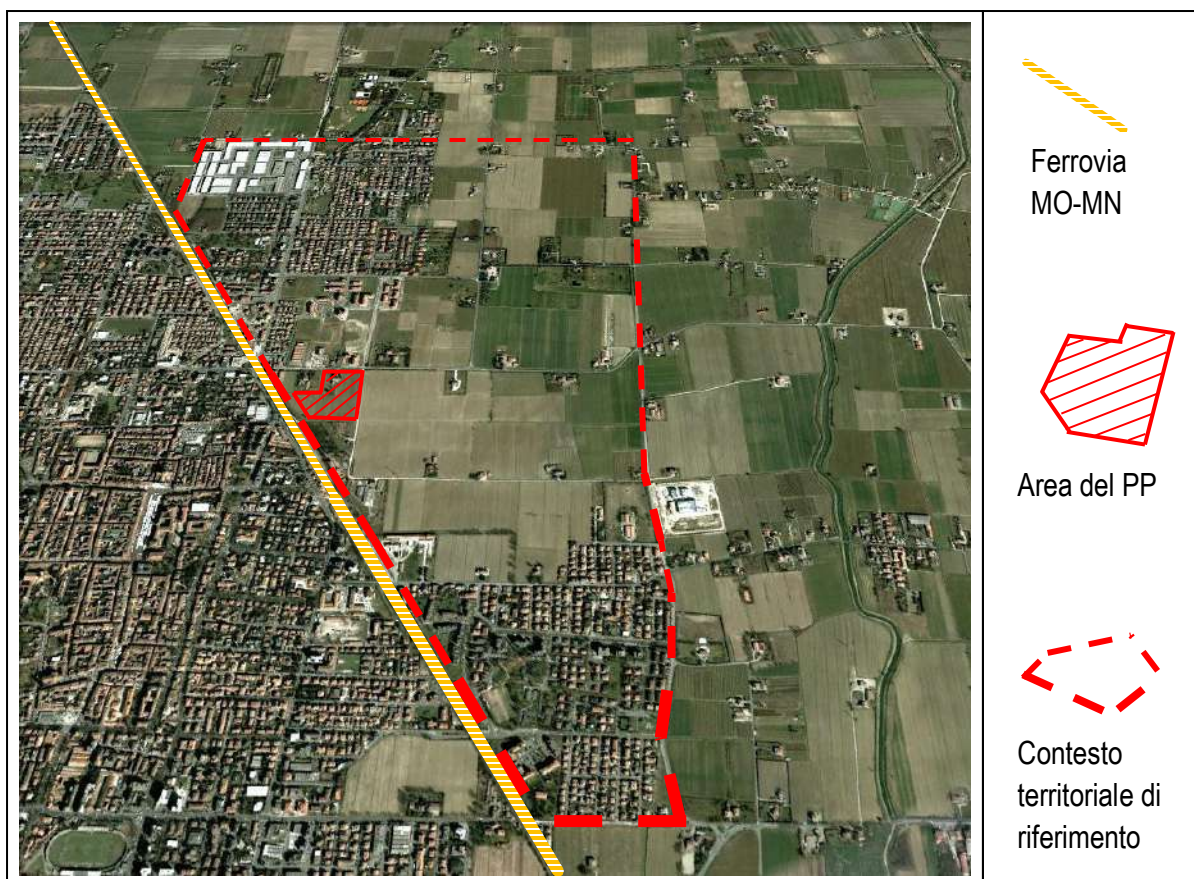 Ferrovia
MO-MN
Area del PP
Contesto
territoriale di
riferimento